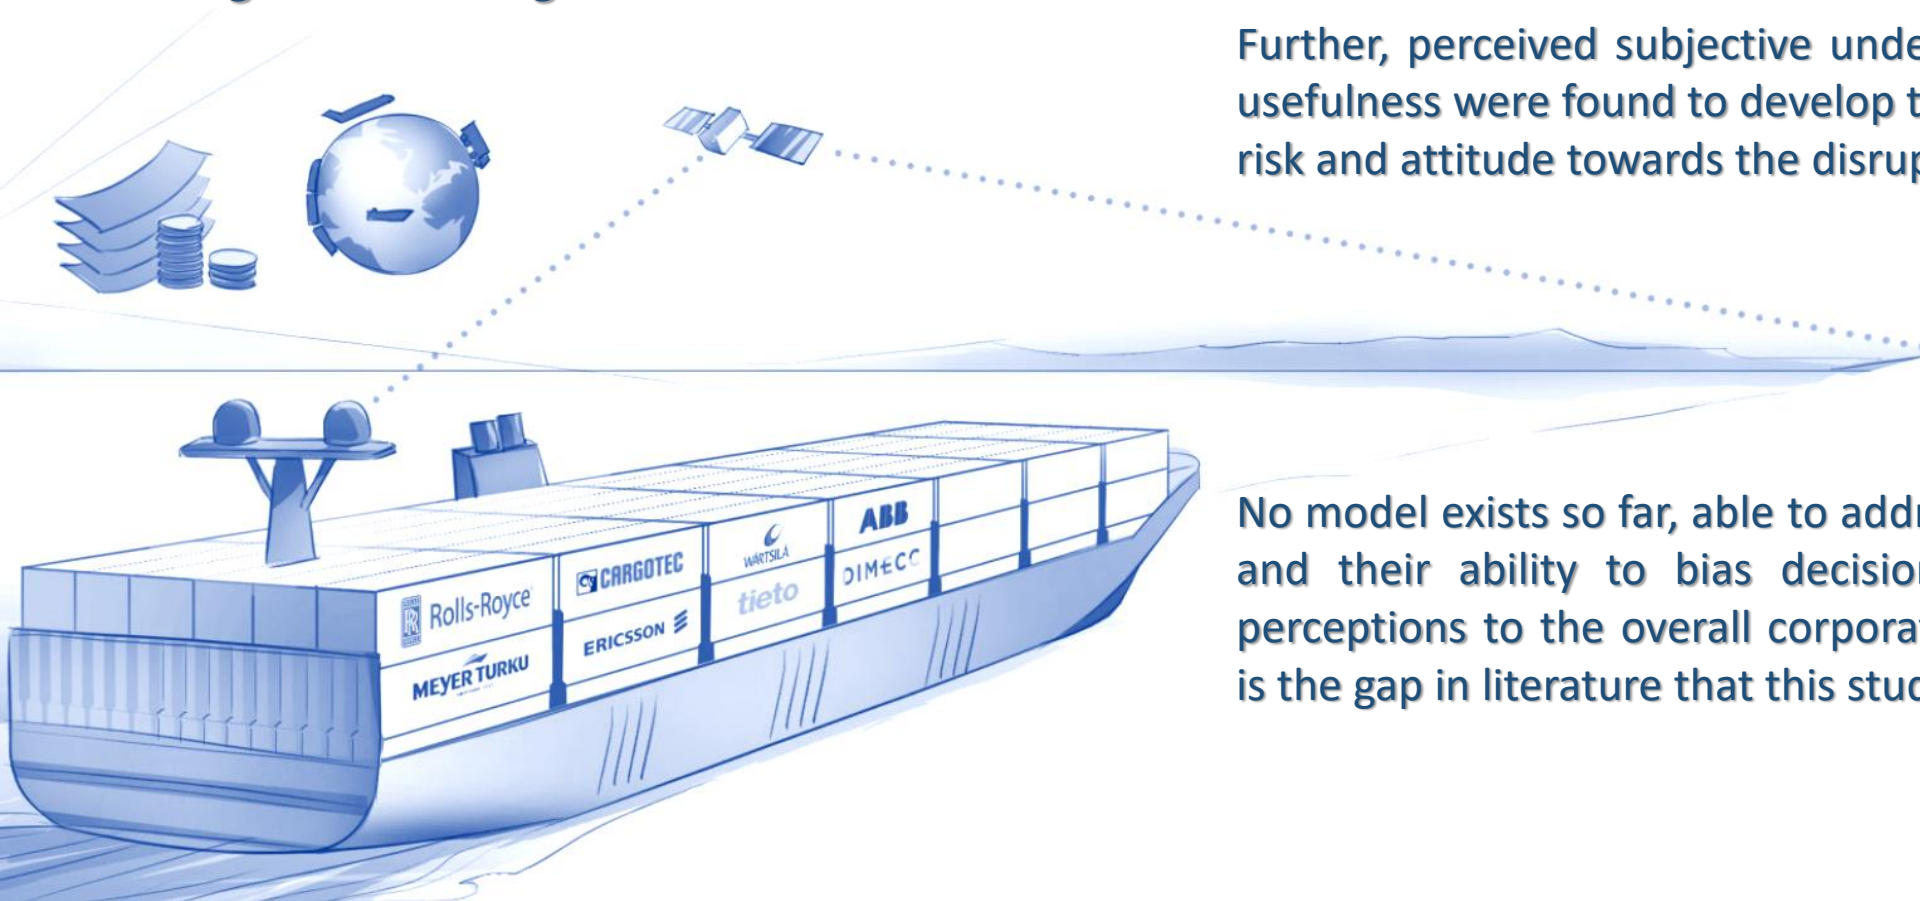 Further, perceived subjective unde
usefulness were found to develop t
risk and attitude towards the disrup
No model exists so far, able to addr
and their ability to bias decision
perceptions to the overall corporat
is the gap in literature that this stud
Rolls-Royce
MEYER TURKU
CARGOTEC
ERICSSON
WÄRTSILÄ
tieto
ABB
DIMECC